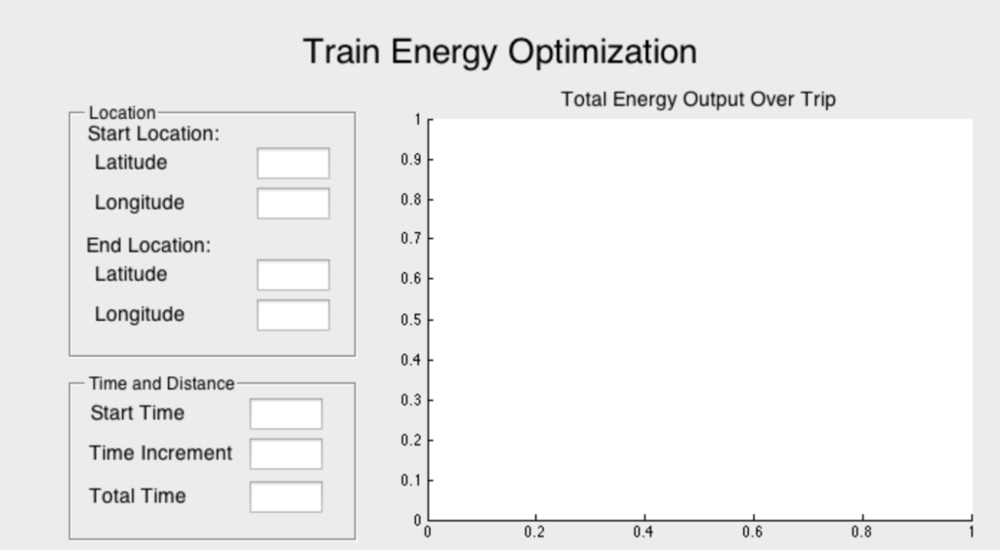 Train Energy Optimization
Location
Start Location:
Latitude
Longitude
End Location:
Latitude
Longitude
Time and Distance
Start Time
Time Increment
Total Time
Total Energy Output Over Trip
1
0.9
0.8
0.7
0.6
0.5
0.4
0.3
0.2
0.1
0
0 0.2 0.4 0.6 0.8 1